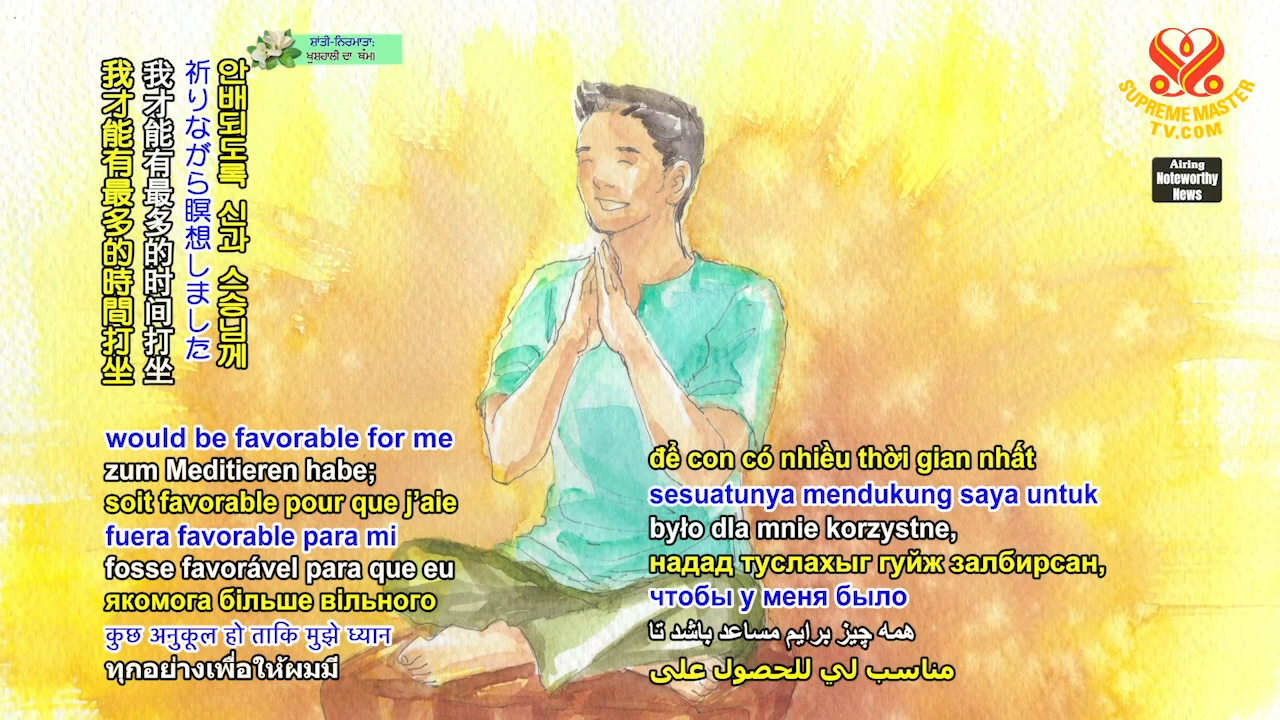 ਸ਼ਾਂਤੀ-ਨਿਰਮਾਤਾ:
ਖੁਸ਼ਹਾਲੀ ਦਾ ਥੰਮ।
SUPREME MASTER
TV.COM
Airing
Noteworthy
News
안배되도록 신과 스승님께
祈りながら瞑想しました
我才能有最多的时间打坐
我才能有最多的時間打坐
would be favorable for me
zum Meditieren habe;
soit favorable pour que j’aie
fuera favorable para mi
fosse favorável para que eu
якомога більше вільного
कुछ अनुकूल हो ताकि मुझे ध्यान
ทุกอย่างเพื่อให้ผมมี
để con có nhiều thời gian nhất
sesuatunya mendukung saya untuk
było dla mnie korzystne,
надад туслахыг гуйж залбирсан,
чтобы у меня было
همه چیز برایم مساعد باشد تا
مناسب لي للحصول على